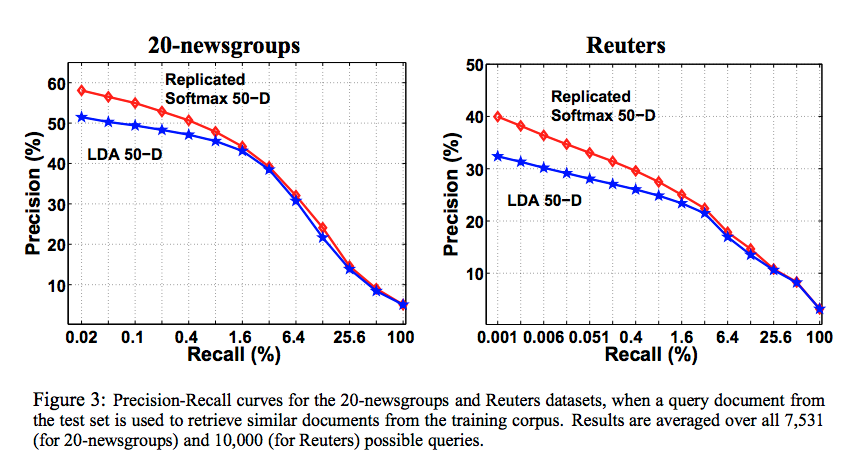 20-newsgroups
Precision (%)
60
50
40
30
20
10
Replicated
Softmax 50-D
LDA 50-D
0.02 0.1 0.4 1.6 6.4 25.6 100
Recall (%)
Reuters
Precision (%)
50
40
30
20
10
Replicated
Softmax 50-D
LDA 50-D
0.001 0.006 0.051 0.4 1.6 6.4 25.6 100
Recall (%)
Figure 3: Precision-Recall curves for the 20-newsgroups and Reuters datasets, when a query document from
the test set is used to retrieve similar documents from the training corpus. Results are averaged over all 7,531
(for 20-newsgroups) and 10,000 (for Reuters) possible queries.